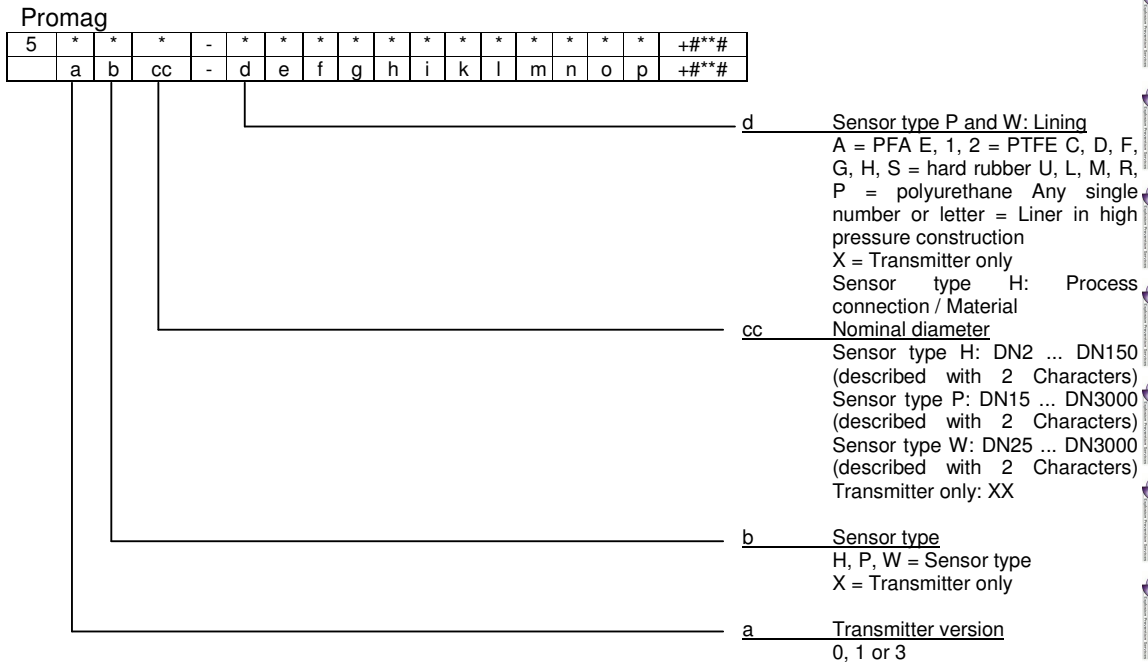 Promag
5 * * * - * * * * * * * * * * * * +#**#
a b cc - d e f g h i k l m n o p +#**#
d Sensor type P and W: Lining
A = PFA E, 1, 2 = PTFE C, D, F,
G, H, S = hard rubber U, L, M, R,
P = polyurethane Any single
number or letter = Liner in high
pressure construction
X = Transmitter only
Sensor type H: Process
connection / Material
cc Nominal diameter
Sensor type H: DN2 ... DN150
(described with 2 Characters)
Sensor type P: DN15 ... DN3000
(described with 2 Characters)
Sensor type W: DN25 ... DN3000
(described with 2 Characters)
Transmitter only: XX
b Sensor type
H, P, W = Sensor type
X = Transmitter only
a Transmitter version
0, 1 or 3